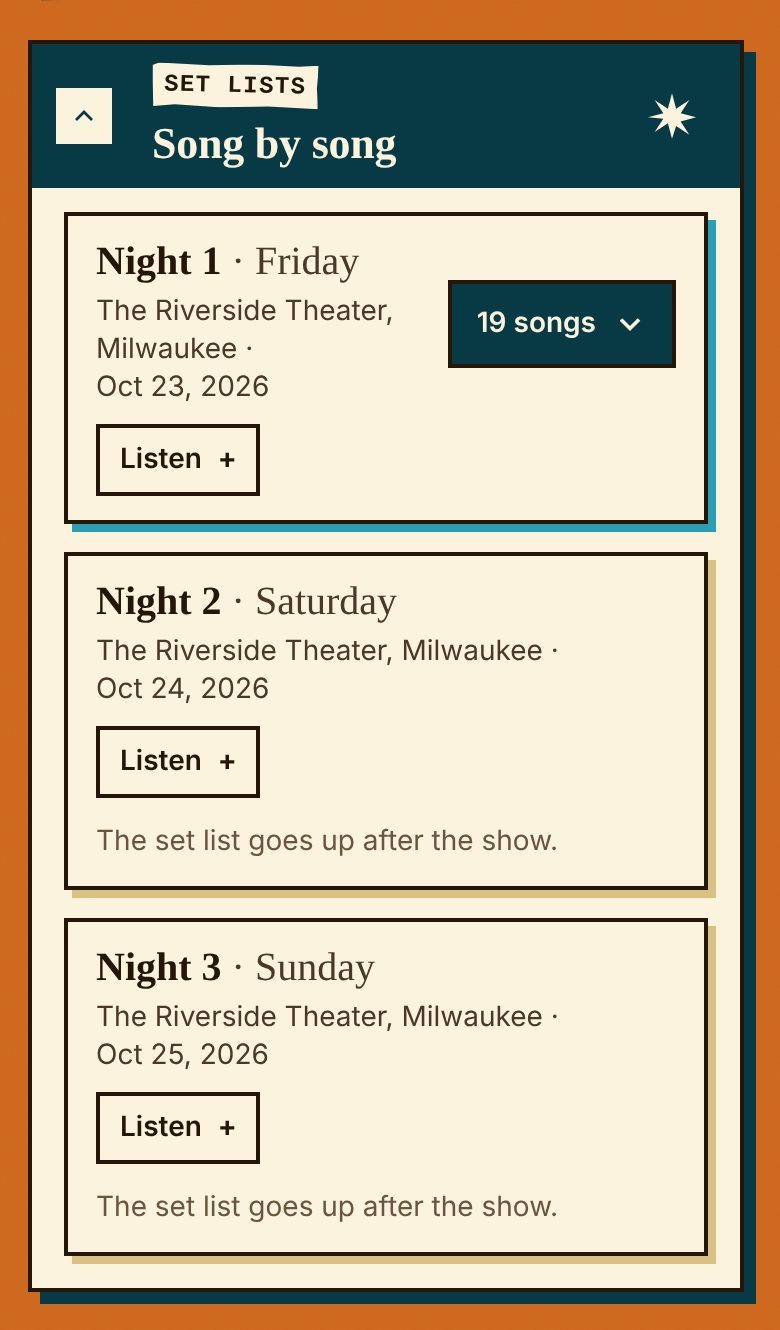 SET LISTS
Song by song
Night 1 · Friday
The Riverside Theater,
Milwaukee ·
Oct 23, 2026
19 songs
Listen +
Night 2 · Saturday
The Riverside Theater, Milwaukee ·
Oct 24, 2026
Listen +
The set list goes up after the show.
Night 3 · Sunday
The Riverside Theater, Milwaukee ·
Oct 25, 2026
Listen +
The set list goes up after the show.